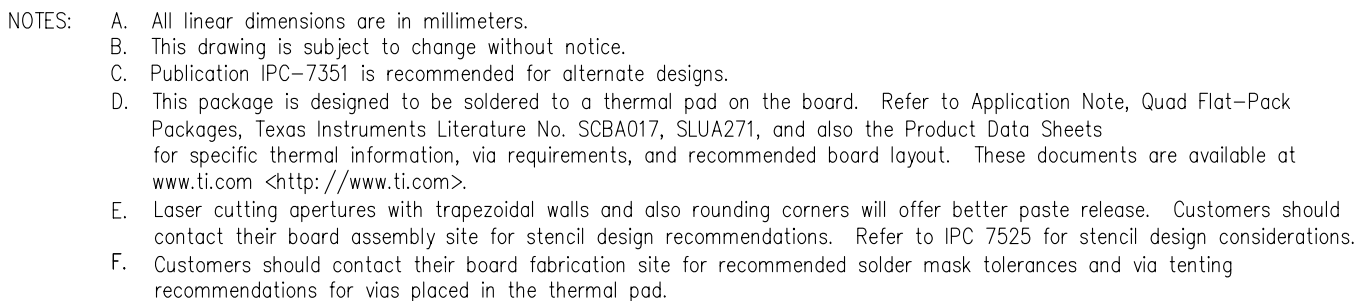 NOTES: A. All linear dimensions are in millimeters.
B. This drawing is subject to change without notice.
C. Publication IPC-7351 is recommended for alternate designs.
D. This package is designed to be soldered to a thermal pad on the board. Refer to Application Note, Quad Flat-Pack
Packages, Texas Instruments Literature No. SCBA017, SLUA271, and also the Product Data Sheets
for specific thermal information, via requirements, and recommended board layout. These documents are available at
www.ti.com <http://www.ti.com>.
E. Laser cutting apertures with trapezoidal walls and also rounding corners will offer better paste release. Customers should
contact their board assembly site for stencil design recommendations. Refer to IPC 7525 for stencil design considerations.
F. Customers should contact their board fabrication site for recommended solder mask tolerances and via tenting
recommendations for vias placed in the thermal pad.